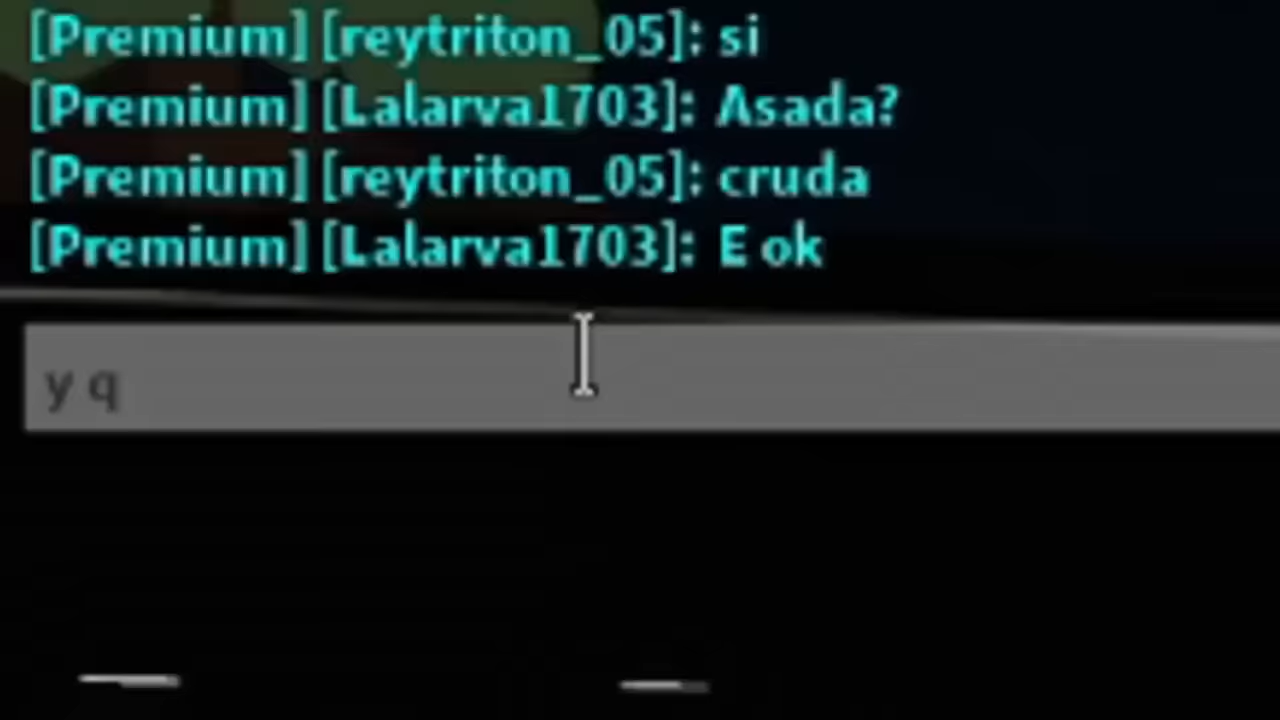 [Premium] [reytriton_05]: si
[Premium] [Lalarva1703]: Asada?
[Premium] [reytriton_05]: cruda
[Premium] [Lalarva1703]: E ok
y q